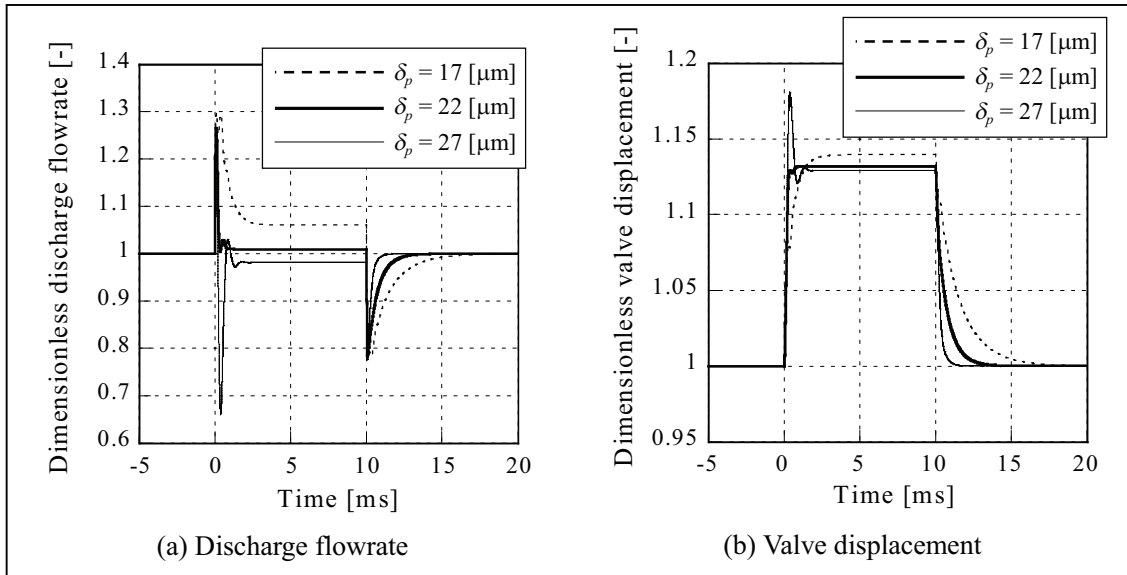 Dimensionless discharge flowrate [-]
1.4
1.3
1.2
1.1
1
0.9
0.8
0.7
0.6
-5
0
5
10
15
20
Time [ms]
δp = 17 [μm]
δp = 22 [μm]
δp = 27 [μm]
(a) Discharge flowrate
Dimensionless valve displacement [-]
1.2
1.15
1.1
1.05
1
0.95
-5
0
5
10
15
20
Time [ms]
δp = 17 [μm]
δp = 22 [μm]
δp = 27 [μm]
(b) Valve displacement